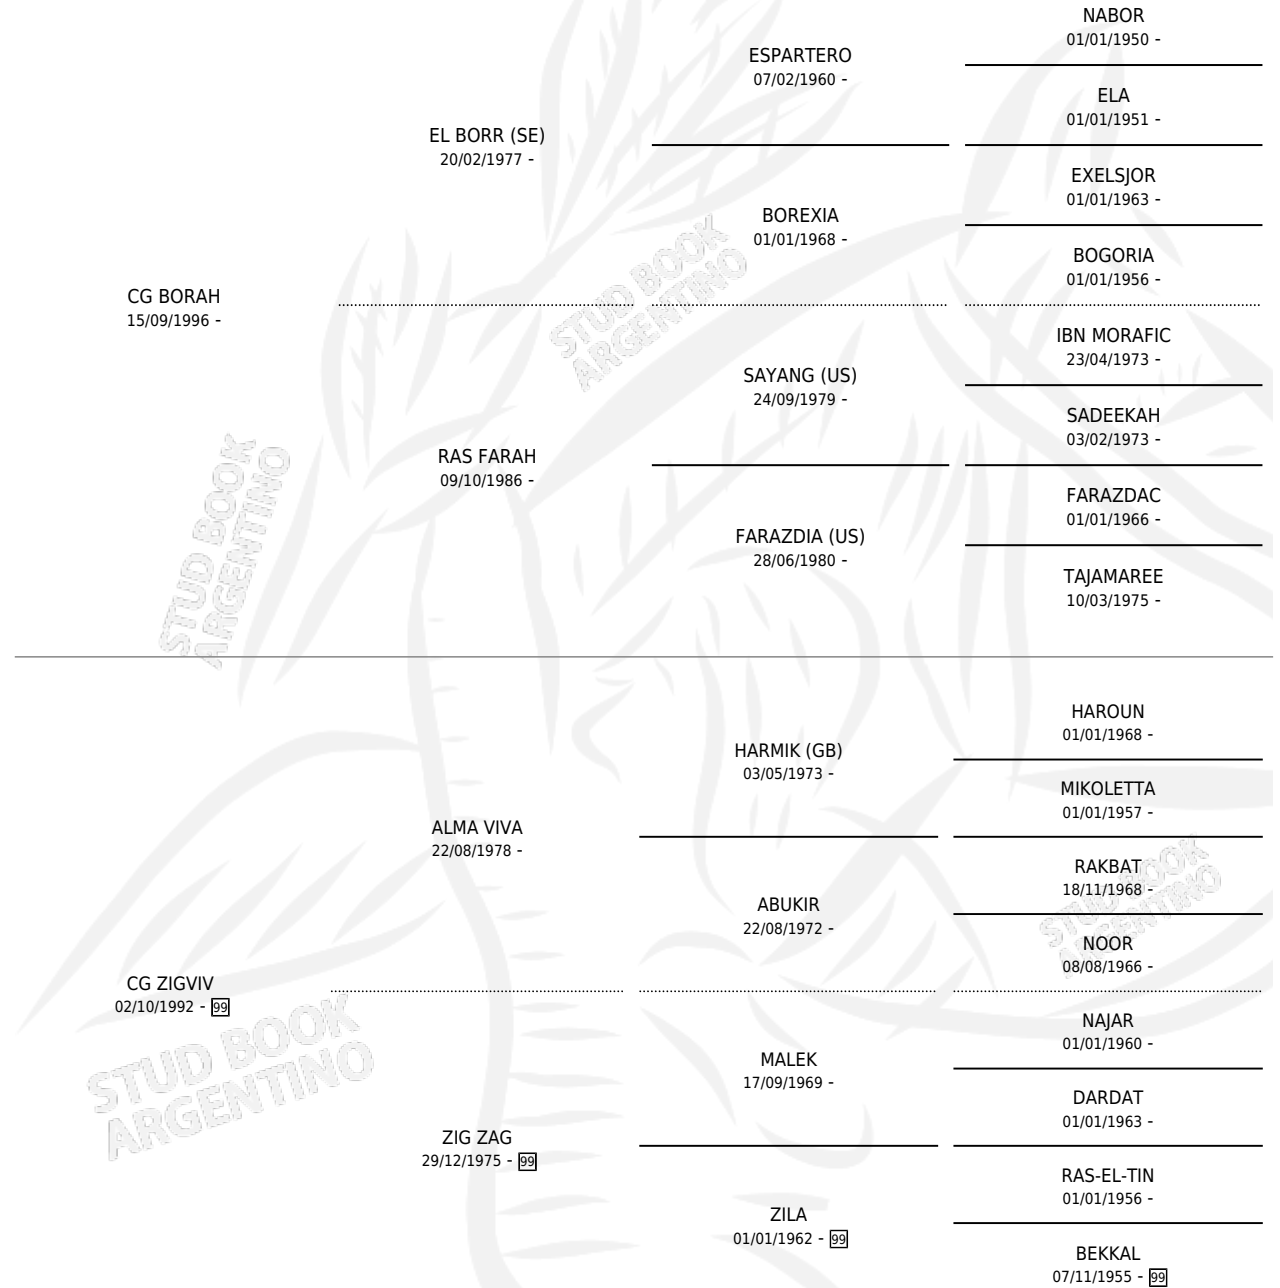 NABOR
01/01/1950 -
ESPARTERO
07/02/1960 -
ELA
01/01/1951 -
EL BORR (SE)
20/02/1977 -
EXELSJOR
01/01/1963 -
BOREXIA
01/01/1968 -
BOGORIA
01/01/1956 -
CG BORAH
15/09/1996 -
IBN MORAFIC
23/04/1973 -
SAYANG (US)
24/09/1979 -
SADEEKAH
03/02/1973 -
RAS FARAH
09/10/1986 -
FARAZDAC
01/01/1966 -
FARAZDIA (US)
28/06/1980 -
TAJAMAREE
10/03/1975 -
STUD BOOK
ARGENTINO
STUD BOOK
ARGENTINO
HAROUN
01/01/1968 -
HARMIK (GB)
03/05/1973 -
MIKOLETTA
01/01/1957 -
ALMA VIVA
22/08/1978 -
RAKBAT
18/11/1968 -
ABUKIR
22/08/1972 -
NOOR
08/08/1966 -
CG ZIGVIV
02/10/1992 - 99
NAJAR
01/01/1960 -
MALEK
17/09/1969 -
DARDAT
01/01/1963 -
ZIG ZAG
29/12/1975 - 99
RAS-EL-TIN
01/01/1956 -
ZILA
01/01/1962 - 99
BEKKAL
07/11/1955 - 99
STUD BOOK
ARGENTINO
STUD BOOK
ARGENTINO